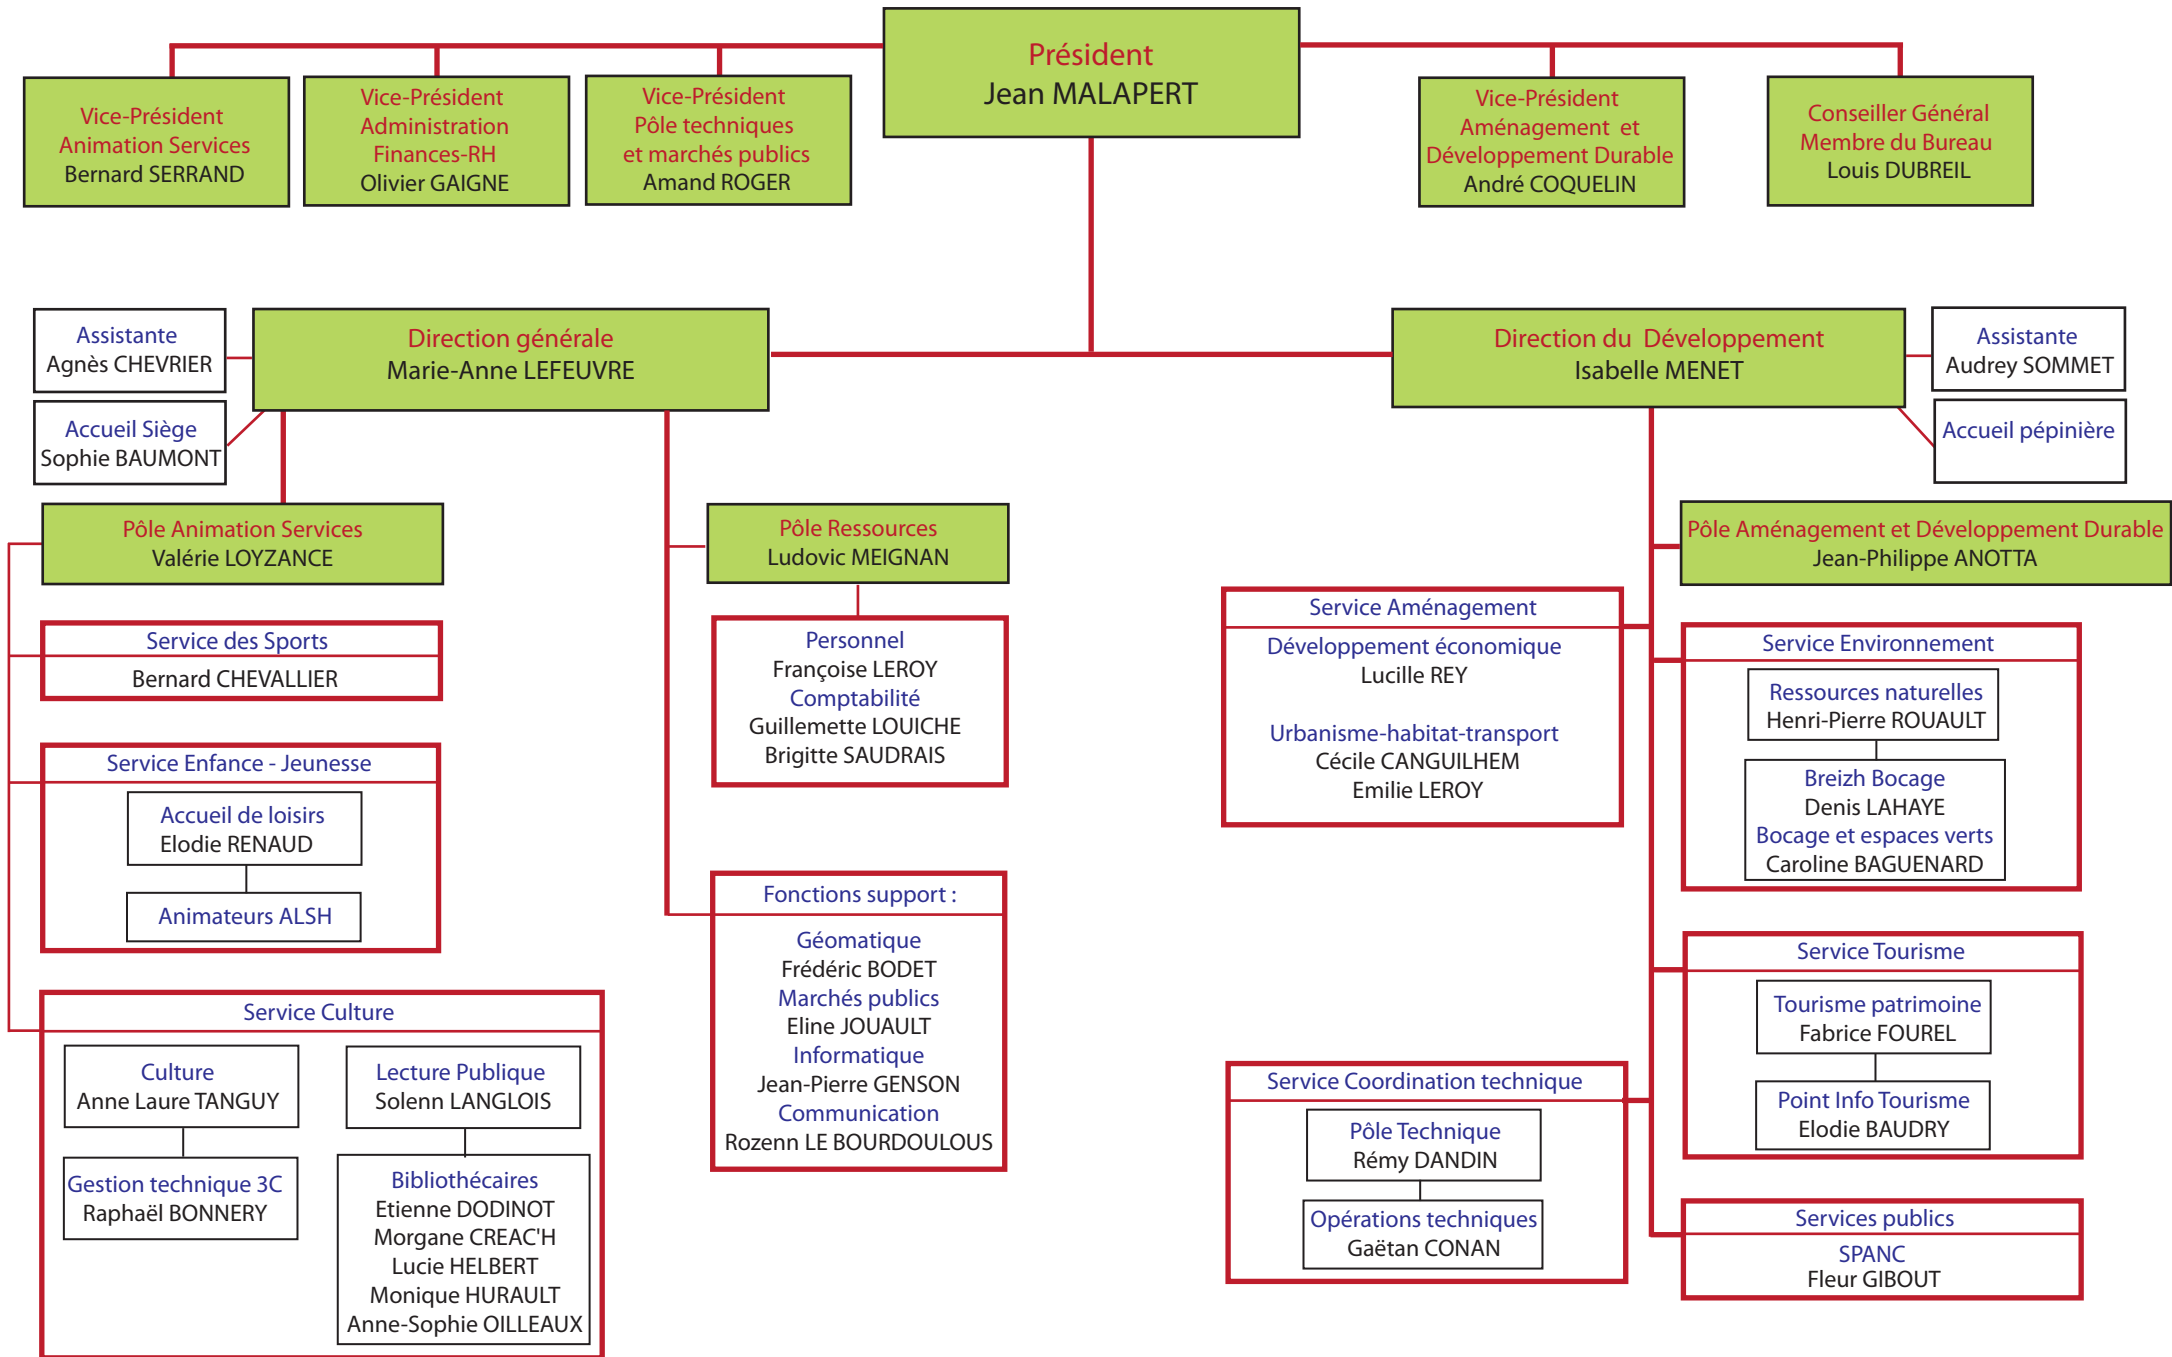 Président
Jean MALAPERT
Vice-Président
Animation Services
Bernard SERRAND
Vice-Président
Administration
Finances-RH
Olivier GAIGNE
Vice-Président
Pôle techniques
et marchés publics
Amand ROGER
Vice-Président
Aménagement et
Développement Durable
André COQUELIN
Conseiller Général
Membre du Bureau
Louis DUBREIL
Assistante
Agnès CHEVRIER
Direction générale
Marie-Anne LEFEUVRE
Direction du Développement
Isabelle MENET
Assistante
Audrey SOMMET
Accueil Siège
Sophie BAUMONT
Accueil pépinière
Pôle Animation Services
Valérie LOYZANCE
Pôle Ressources
Ludovic MEIGNAN
Pôle Aménagement et Développement Durable
Jean-Philippe ANOTTA
Service des Sports
Bernard CHEVALLIER
Service Enfance - Jeunesse
Accueil de loisirs
Elodie RENAUD
Animateurs ALSH
Service Culture
Culture
Anne Laure TANGUY
Gestion technique 3C
Raphaël BONNERY
Lecture Publique
Solenn LANGLOIS
Bibliothécaires
Etienne DODINOT
Morgane CREAC'H
Lucie HELBERT
Monique HURAULT
Anne-Sophie OILLEAUX
Personnel
Françoise LEROY
Comptabilité
Guillemette LOUICHE
Brigitte SAUDRAIS
Fonctions support :
Géomatique
Frédéric BODET
Marchés publics
Eline JOUAULT
Informatique
Jean-Pierre GENSON
Communication
Rozenn LE BOURDOULOUS
Service Aménagement
Développement économique
Lucille REY
Urbanisme-habitat-transport
Cécile CANGUILHEM
Emilie LEROY
Service Coordination technique
Pôle Technique
Rémy DANDIN
Opérations techniques
Gaëtan CONAN
Service Environnement
Ressources naturelles
Henri-Pierre ROUAULT
Breizh Bocage
Denis LAHAYE
Bocage et espaces verts
Caroline BAGUENARD
Service Tourisme
Tourisme patrimoine
Fabrice FOUREL
Point Info Tourisme
Elodie BAUDRY
Services publics
SPANC
Fleur GIBOUT